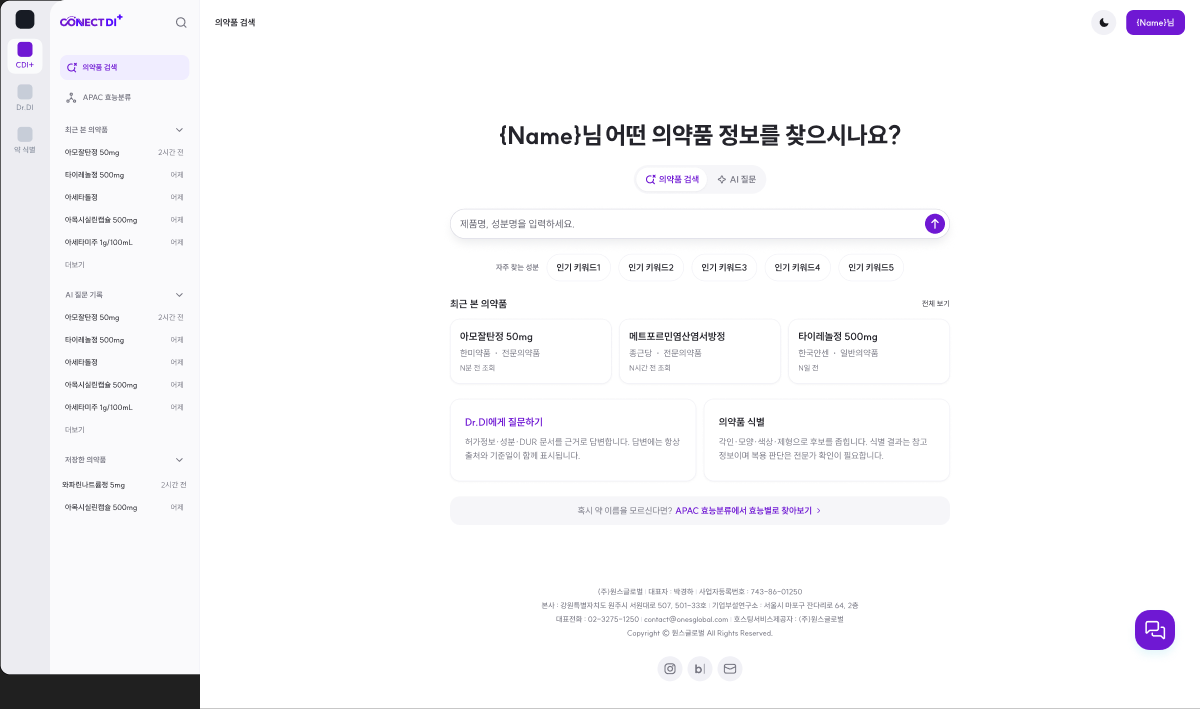 CDI+
Dr.DI
약 식별
CONECTDI+
의약품 검색
APAC 효능분류
최근 본 의약품
아모잘탄정 50mg 2시간 전
타이레놀정 500mg 어제
아세타돌정 어제
아목시실린캡슐 500mg 어제
아세타미주 1g/100mL 어제
더보기
AI 질문 기록
아모잘탄정 50mg 2시간 전
타이레놀정 500mg 어제
아세타돌정 어제
아목시실린캡슐 500mg 어제
아세타미주 1g/100mL 어제
더보기
저장한 의약품
와파린나트륨정 5mg 2시간 전
아목시실린캡슐 500mg 어제
의약품 검색
{Name}님
{Name}님 어떤 의약품 정보를 찾으시나요?
의약품 검색 AI 질문
제품명, 성분명을 입력하세요.
자주 찾는 성분 인기 키워드1 인기 키워드2 인기 키워드3 인기 키워드4 인기 키워드5
최근 본 의약품 전체 보기
아모잘탄정 50mg
한미약품 · 전문의약품
N분 전 조회
메트포르민염산염서방정
종근당 · 전문의약품
N시간 전 조회
타이레놀정 500mg
한국얀센 · 일반의약품
N일 전
Dr.DI에게 질문하기
허가정보·성분·DUR 문서를 근거로 답변합니다. 답변에는 항상
출처와 기준일이 함께 표시됩니다.
의약품 식별
각인·모양·색상·제형으로 후보를 좁힙니다. 식별 결과는 참고
정보이며 복용 판단은 전문가 확인이 필요합니다.
혹시 약 이름을 모르신다면? APAC 효능분류에서 효능별로 찾아보기 >
(주)원스글로벌 | 대표자 : 박경하 | 사업자등록번호 : 743-86-01250
본사 : 강원특별자치도 원주시 서원대로 507, 501-33호 | 기업부설연구소 : 서울시 마포구 잔다리로 64, 2층
대표전화 : 02-3275-1250 | contact@onesglobal.com | 호스팅서비스제공자 : (주)원스글로벌
Copyright ⓒ 원스글로벌 All Rights Reserved.
b|